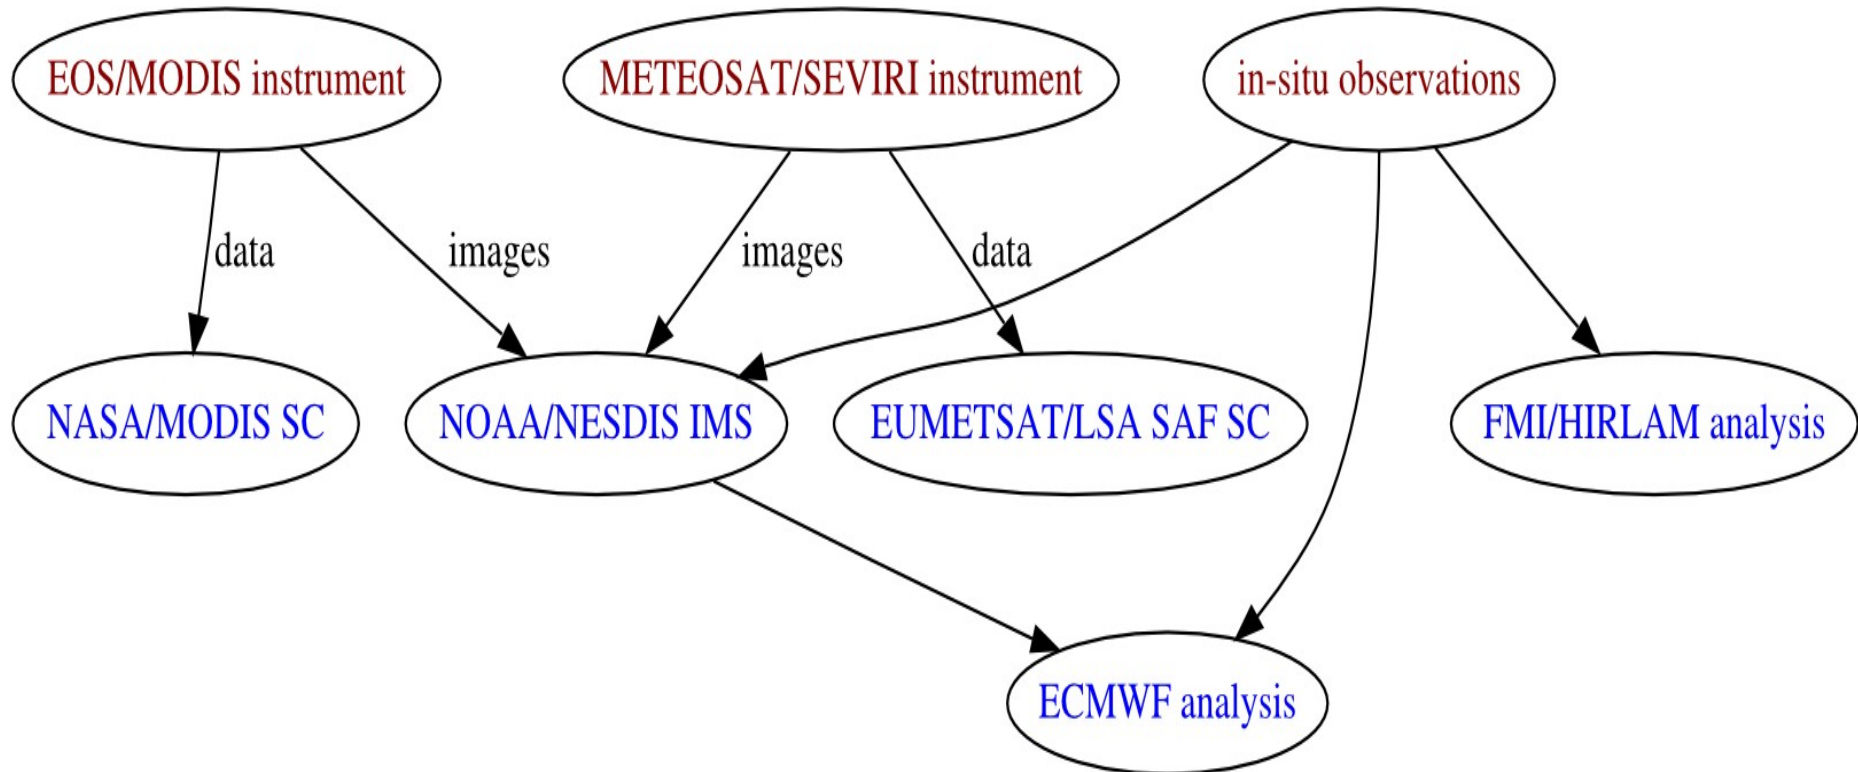 EOS/MODIS instrument
METEOSAT/SEVIRI instrument
in-situ observations
data
images
images
data
NASA/MODIS SC
NOAA/NESDIS IMS
EUMETSAT/LSA SAF SC
FMI/HIRLAM analysis
ECMWF analysis